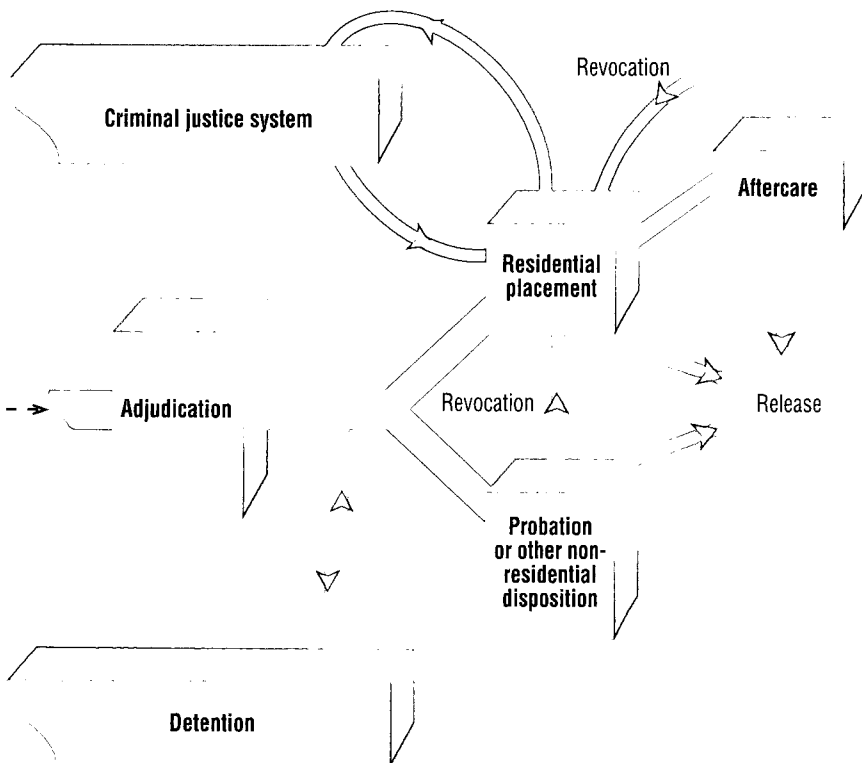 Revocation
Criminal justice system
Aftercare
Residential
placement
Adjudication
Revocation
Release
Probation
or other non-
residential
disposition
Detention